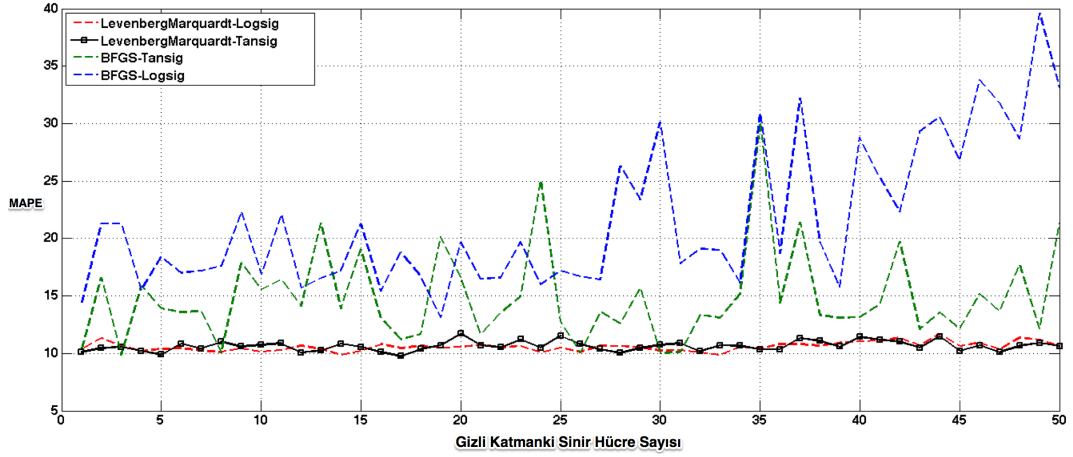 40
35
30
25
20
15
10
5
MAPE
LevenbergMarquardt-Logsig
LevenbergMarquardt-Tansig
BFGS-Tansig
BFGS-Logsig
0 5 10 15 20 25 30 35 40 45 50
Gizli Katmanki Sinir Hücre Sayısı